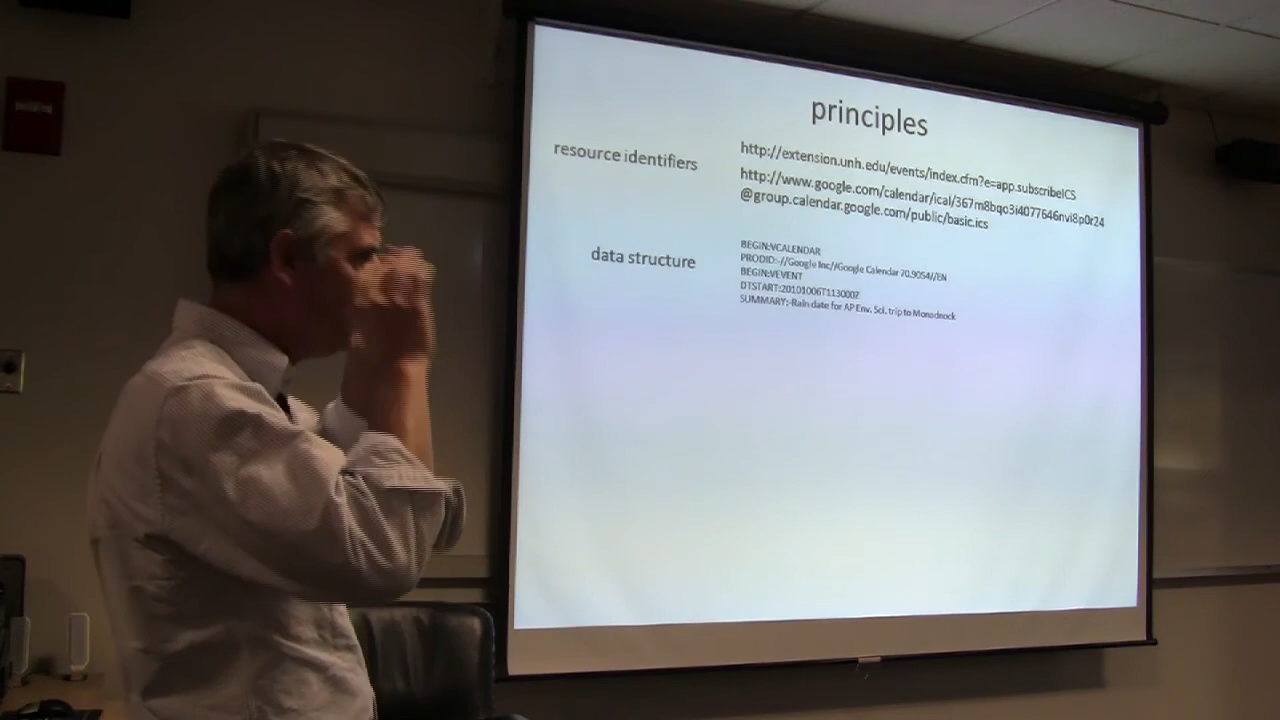 principles
resource identifiers
http://extension.unh.edu/events/index.cfm?e=app.subscribeICS
http://www.google.com/calendar/ical/367m8bqo3i4077646nvi8p0r24
@group.calendar.google.com/public/basic.ics
data structure
BEGIN:VCALENDAR
PRODID:-//Google Inc//Google Calendar 70.9054//EN
BEGIN:VEVENT
DTSTART:20101006T113000Z
SUMMARY:-Rain date for AP Env. Sci. trip to Monadnock